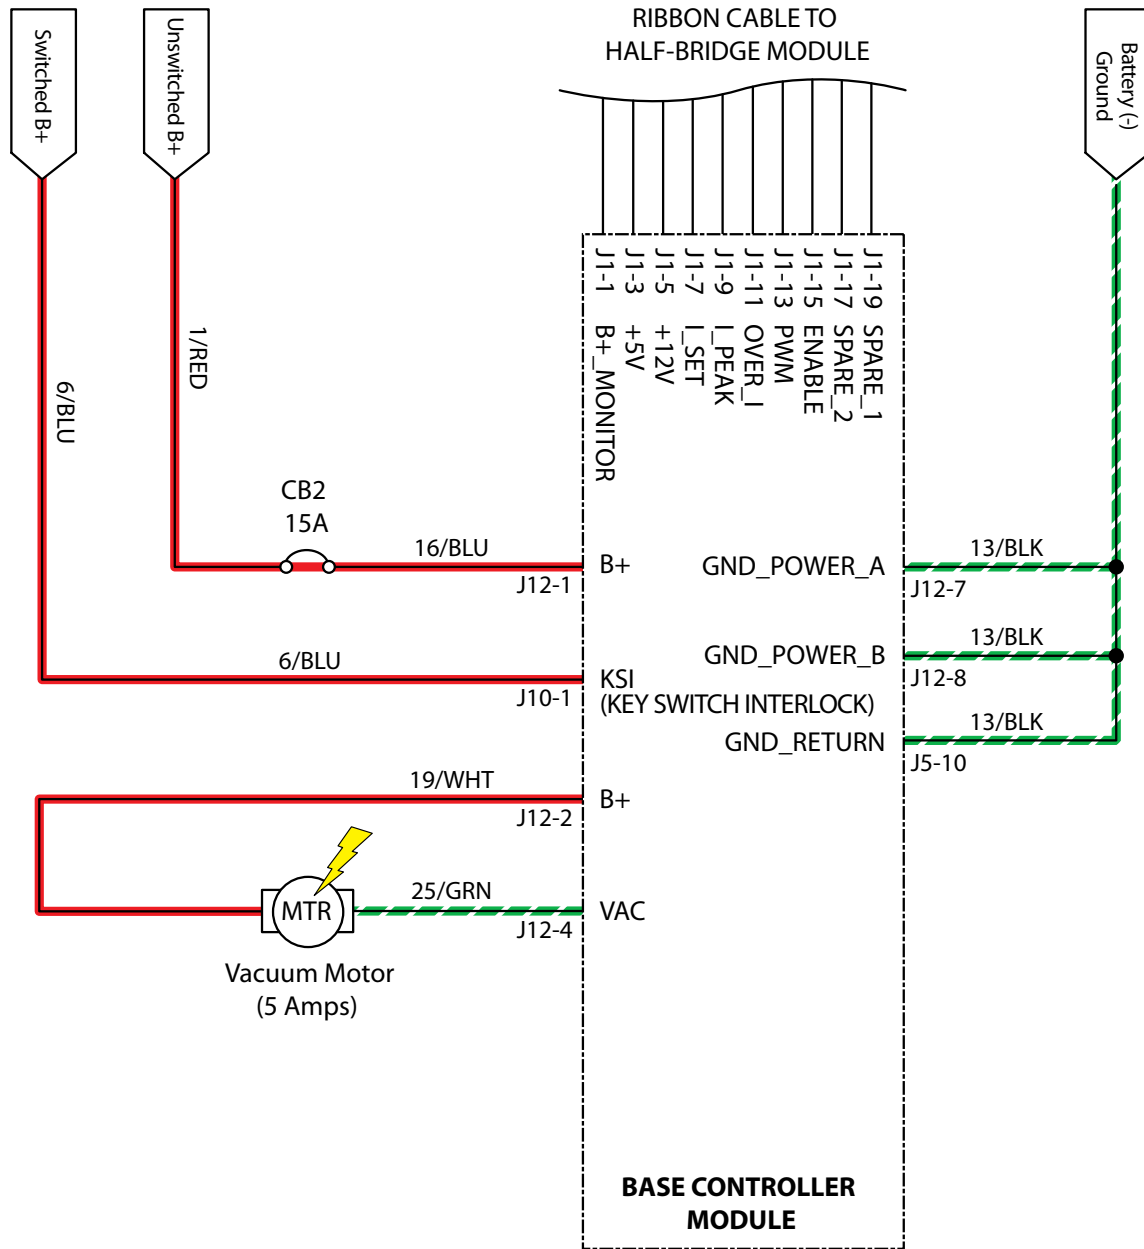 RIBBON CABLE TO
HALF-BRIDGE MODULE
Switched B+
Unswitched B+
Battery (-)
Ground
J1-1 B+_MONITOR
J1-3 +5V
J1-5 +12V
J1-7 I_SET
J1-9 I_PEAK
J1-11 OVER_I
J1-13 PWM
J1-15 ENABLE
J1-17 SPARE_2
J1-19 SPARE_1
6/BLU
1/RED
CB2
15A
16/BLU
J12-1
B+
GND_POWER_A
13/BLK
J12-7
6/BLU
J10-1
KSI
(KEY SWITCH INTERLOCK)
GND_POWER_B
13/BLK
J12-8
GND_RETURN
13/BLK
J5-10
19/WHT
J12-2
B+
MTR
25/GRN
J12-4
VAC
Vacuum Motor
(5 Amps)
BASE CONTROLLER
MODULE